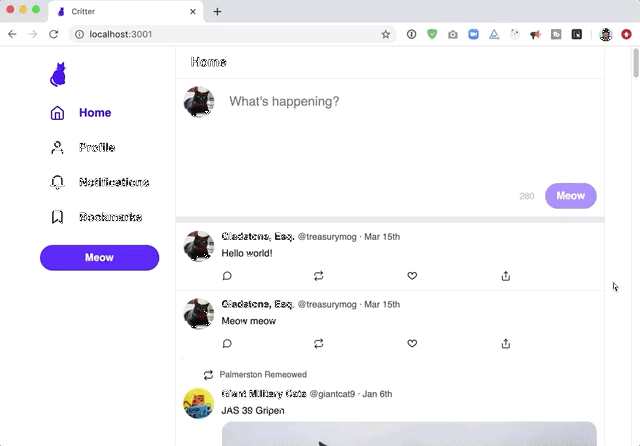 Critter
localhost:3001
Home
Home
What's happening?
Profile
Notifications
280
Meow
Bookmarks
Meow
Gladstone, Esq. @treasurymog · Mar 15th
Hello world!
Gladstone, Esq. @treasurymog · Mar 15th
Meow meow
Palmerston Remeowed
Giant Military Cats @giantcat9 · Jan 6th
JAS 39 Gripen